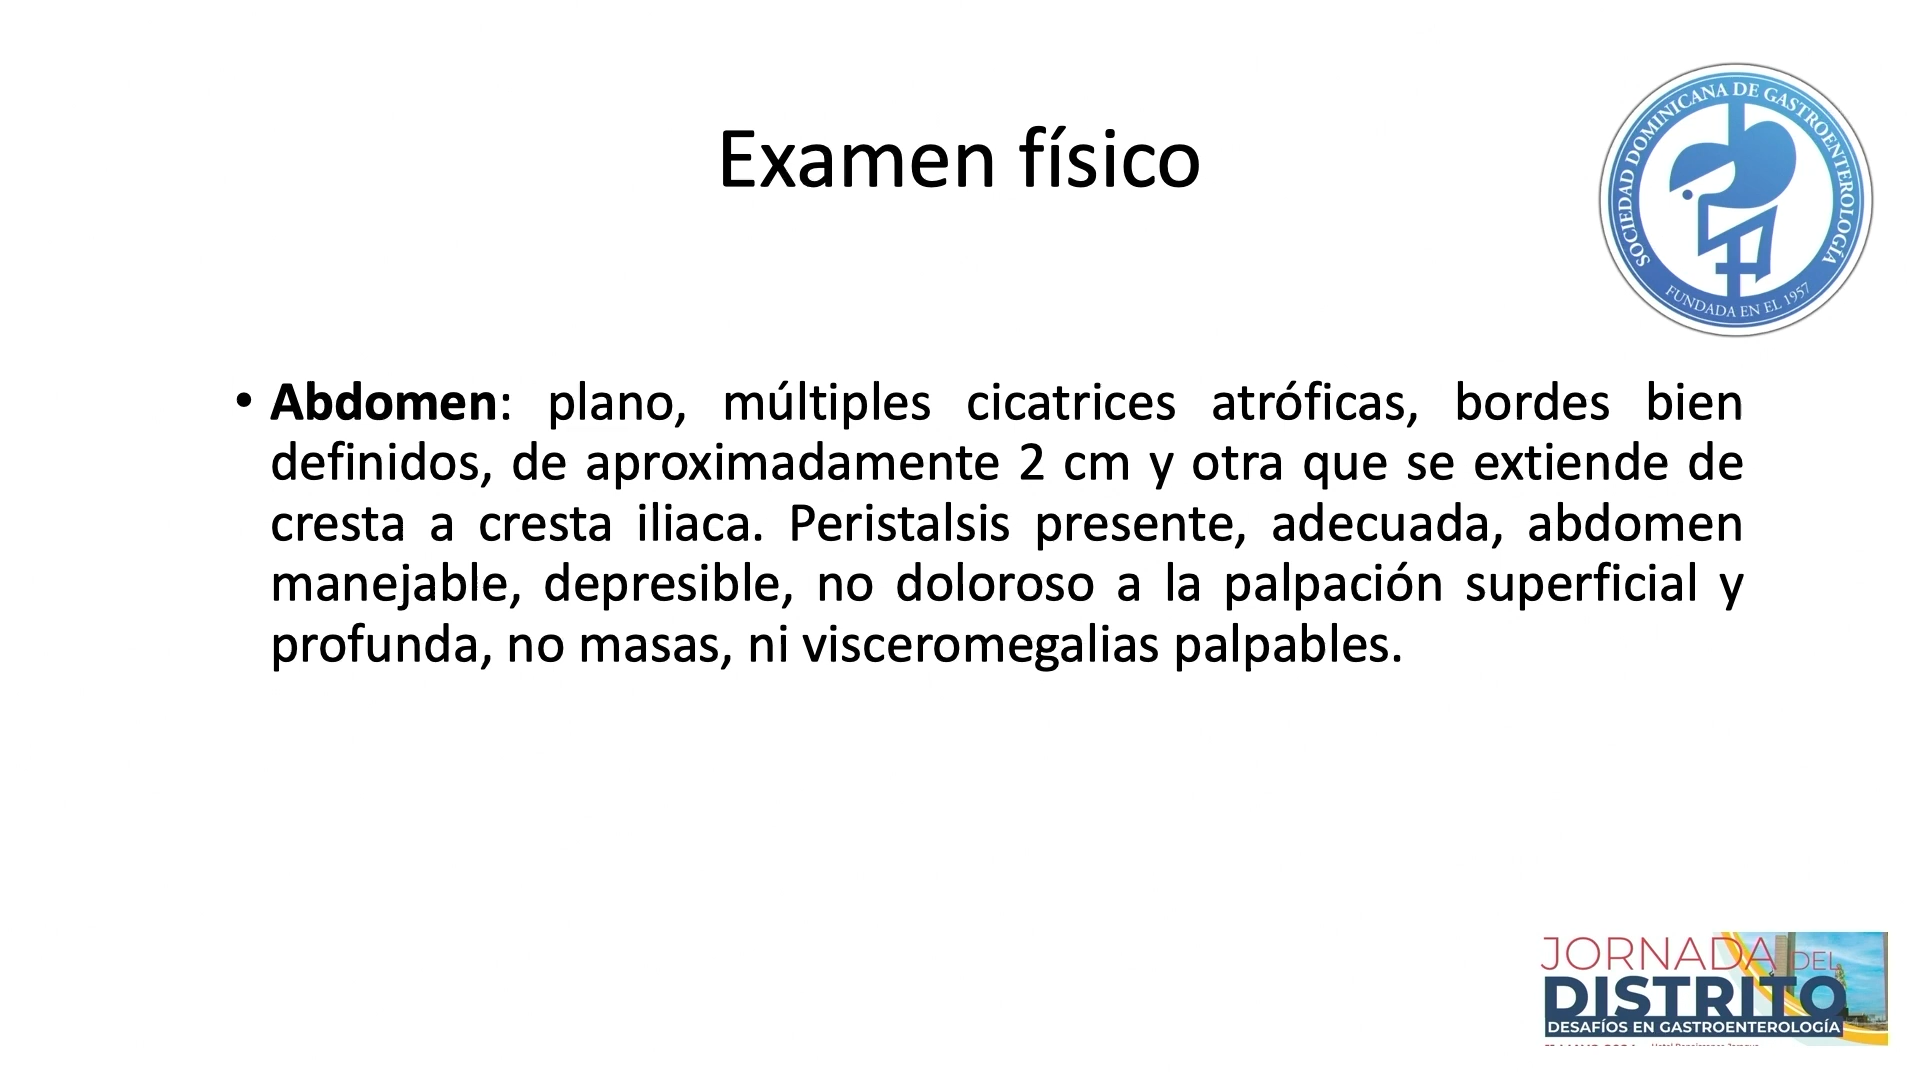 Examen físico
SOCIEDAD DOMINICANA DE GASTROENTEROLOGÍA
FUNDADA EN EL 1957
• Abdomen: plano, múltiples cicatrices atróficas, bordes bien
definidos, de aproximadamente 2 cm y otra que se extiende de
cresta a cresta iliaca. Peristalsis presente, adecuada, abdomen
manejable, depresible, no doloroso a la palpación superficial y
profunda, no masas, ni visceromegalias palpables.
JORNADA DEL
DISTRITO
DESAFÍOS EN GASTROENTEROLOGÍA